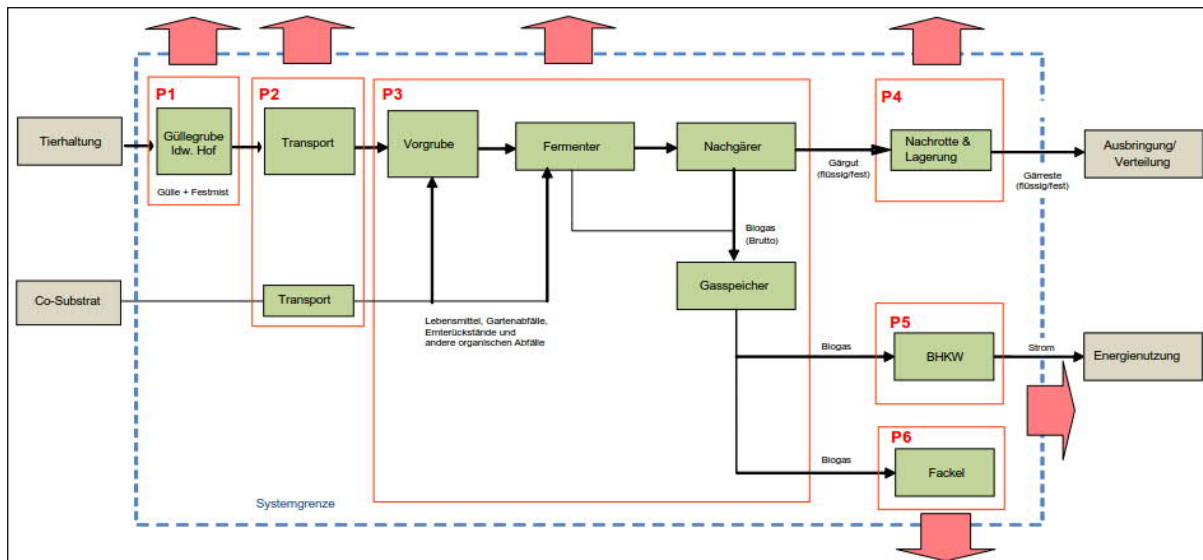 P1
P2
P3
P4
Tierhaltung
Güllegrube
ldw. Hof
Gülle + Festmist
Transport
Vorgrube
Fermenter
Nachgärer
Gärgut
(flüssig/fest)
Nachrotte &
Lagerung
Gärreste
(flüssig/fest)
Ausbringung/
Verteilung
Biogas
(Brutto)
Co-Substrat
Transport
Gasspeicher
Lebensmittel, Gartenabfälle,
Ernterückstände und
andere organischen Abfälle
P5
Biogas
BHKW
Strom
Energienutzung
P6
Biogas
Fackel
Systemgrenze